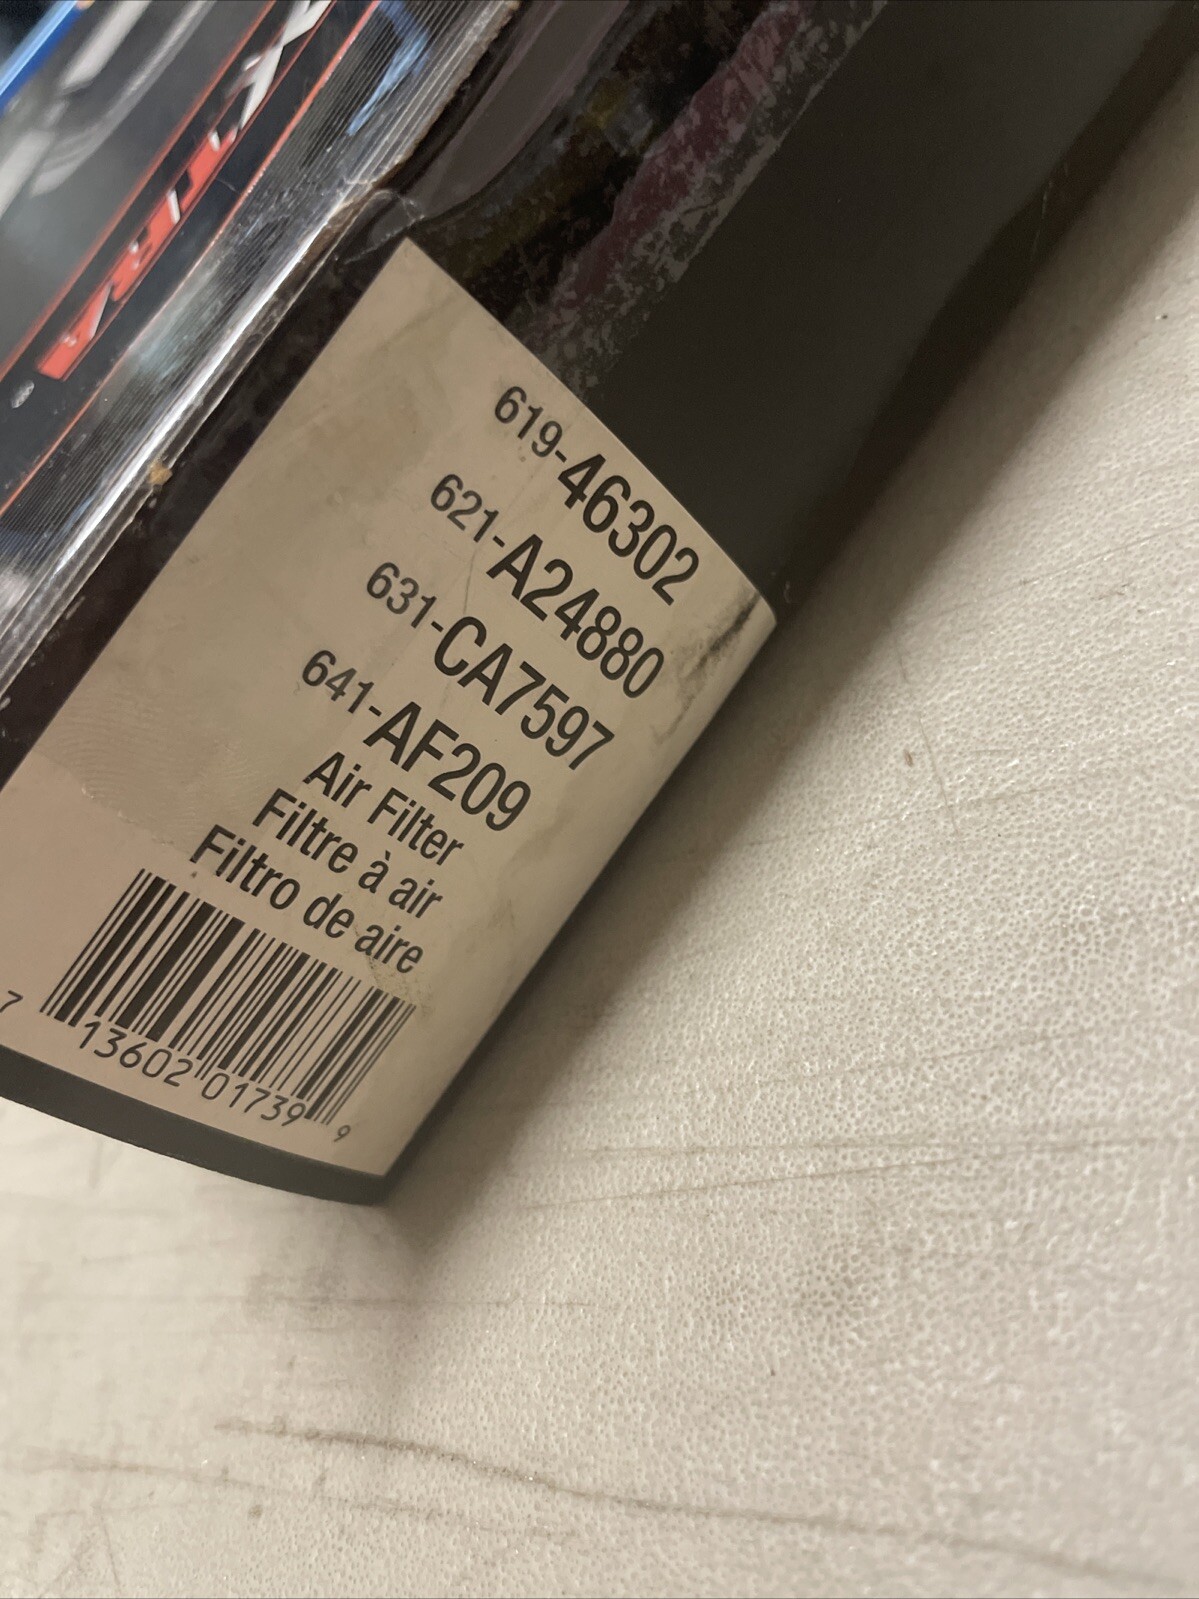 619-46302
621-A24880
631-CA7597
641-AF209
Air Filter
Filtre à air
Filtro de aire
7 13602 01739 9